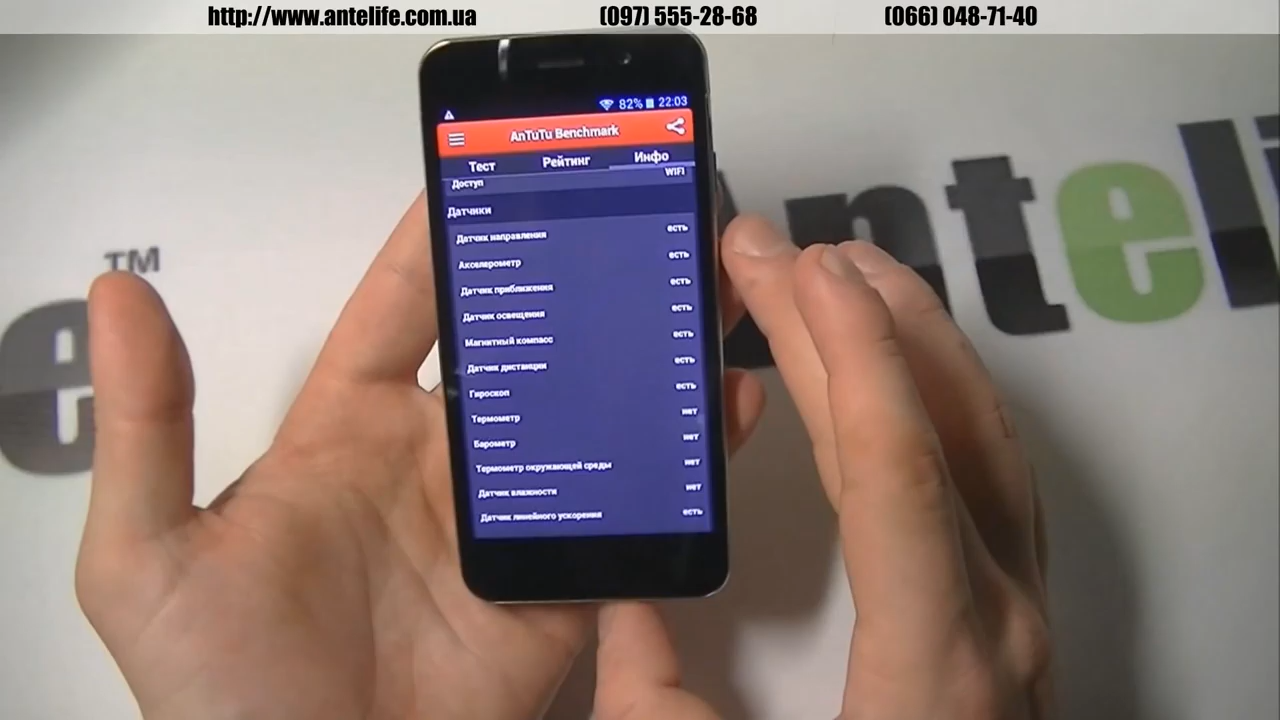 http://www.antelife.com.ua (097) 555-28-68 (066) 048-71-40
82% 22:03
AnTuTu Benchmark
Тест Рейтинг Инфо
Доступ WIFI
Датчики
Датчик направления есть
Акселерометр есть
Датчик приближения есть
Датчик освещения есть
Магнитный компасс есть
Датчик дистанции есть
Гироскоп есть
Термометр нет
Барометр нет
Термометр окружающей среды нет
Датчик влажности нет
Датчик линейного ускорения есть
e TM
Anteli